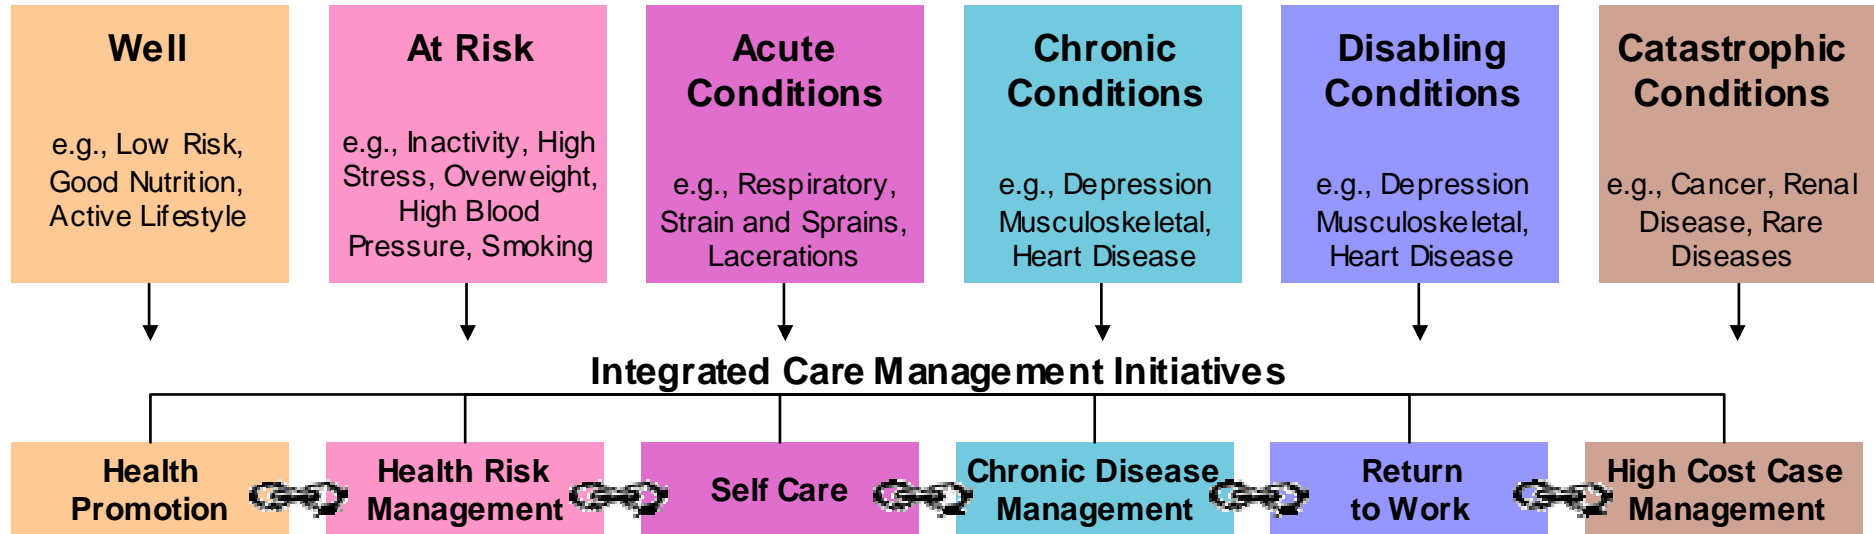 Well
e.g., Low Risk,
Good Nutrition,
Active Lifestyle
At Risk
e.g., Inactivity, High
Stress, Overweight,
High Blood
Pressure, Smoking
Acute
Conditions
e.g., Respiratory,
Strain and Sprains,
Lacerations
Chronic
Conditions
e.g., Depression
Musculoskeletal,
Heart Disease
Disabling
Conditions
e.g., Depression
Musculoskeletal,
Heart Disease
Catastrophic
Conditions
e.g., Cancer, Renal
Disease, Rare
Diseases
Integrated Care Management Initiatives
Health
Promotion
Health Risk
Management
Self Care
Chronic Disease
Management
Return
to Work
High Cost Case
Management